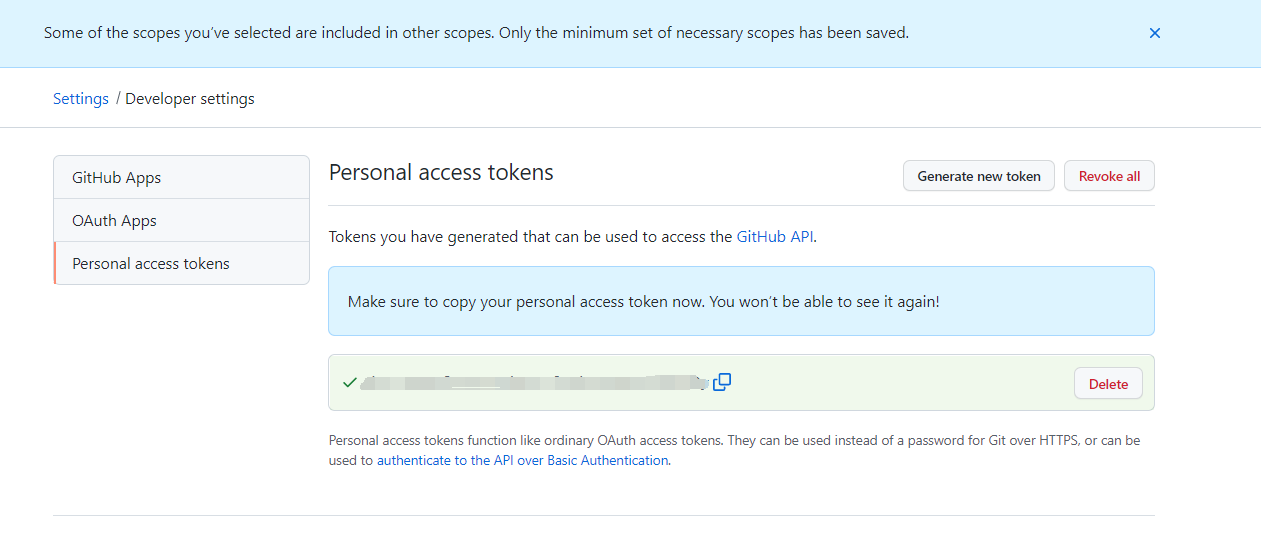 Some of the scopes you’ve selected are included in other scopes. Only the minimum set of necessary scopes has been saved.
Settings / Developer settings
GitHub Apps
OAuth Apps
Personal access tokens
Personal access tokens
Generate new token
Revoke all
Tokens you have generated that can be used to access the GitHub API.
Make sure to copy your personal access token now. You won’t be able to see it again!
Delete
Personal access tokens function like ordinary OAuth access tokens. They can be used instead of a password for Git over HTTPS, or can be
used to authenticate to the API over Basic Authentication.